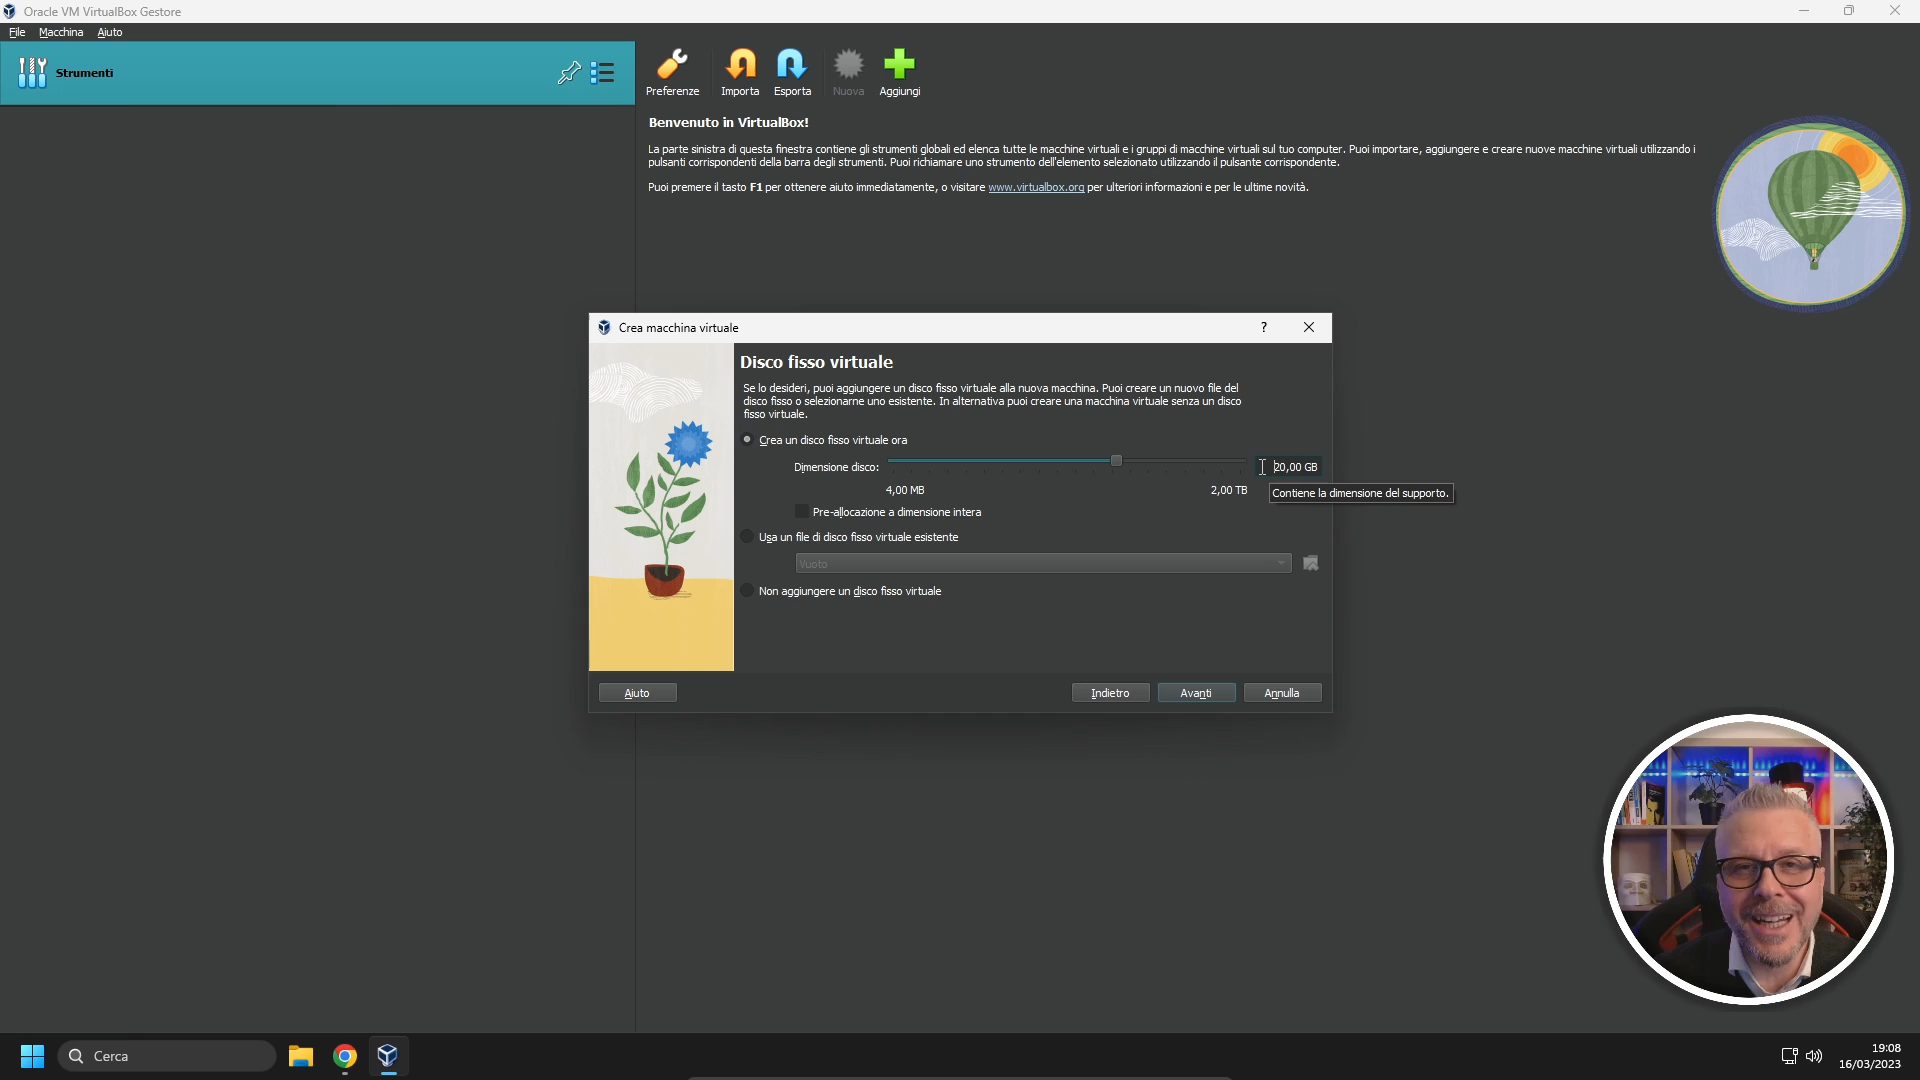 Oracle VM VirtualBox Gestore
File Macchina Aiuto
Strumenti
Preferenze Importa Esporta Nuova Aggiungi
Benvenuto in VirtualBox!
La parte sinistra di questa finestra contiene gli strumenti globali ed elenca tutte le macchine virtuali e i gruppi di macchine virtuali sul tuo computer. Puoi importare, aggiungere e creare nuove macchine virtuali utilizzando i
pulsanti corrispondenti della barra degli strumenti. Puoi richiamare uno strumento dell'elemento selezionato utilizzando il pulsante corrispondente.
Puoi premere il tasto F1 per ottenere aiuto immediatamente, o visitare www.virtualbox.org per ulteriori informazioni e per le ultime novità.
Crea macchina virtuale
Disco fisso virtuale
Se lo desideri, puoi aggiungere un disco fisso virtuale alla nuova macchina. Puoi creare un nuovo file del
disco fisso o selezionarne uno esistente. In alternativa puoi creare una macchina virtuale senza un disco
fisso virtuale.
Crea un disco fisso virtuale ora
Dimensione disco: 20,00 GB
4,00 MB 2,00 TB
Contiene la dimensione del supporto.
Pre-allocazione a dimensione intera
Usa un file di disco fisso virtuale esistente
Vuoto
Non aggiungere un disco fisso virtuale
Aiuto Indietro Avanti Annulla
Cerca
19:08
16/03/2023